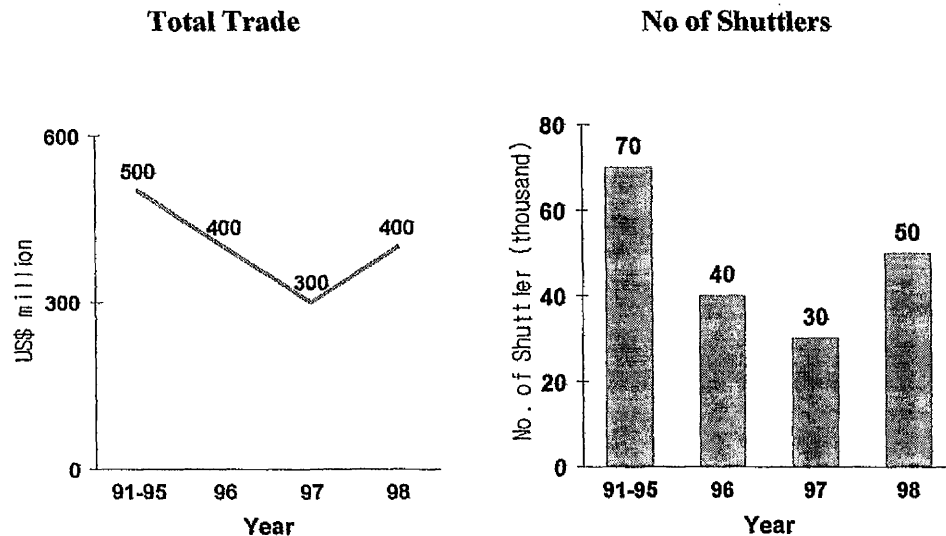 Total Trade
600
500
400
400
300
300
0
US$ million
91-95 96 97 98
Year
No of Shuttlers
80
70
60
50
40
40
30
20
0
No. of Shuttler (thousand)
91-95 96 97 98
Year